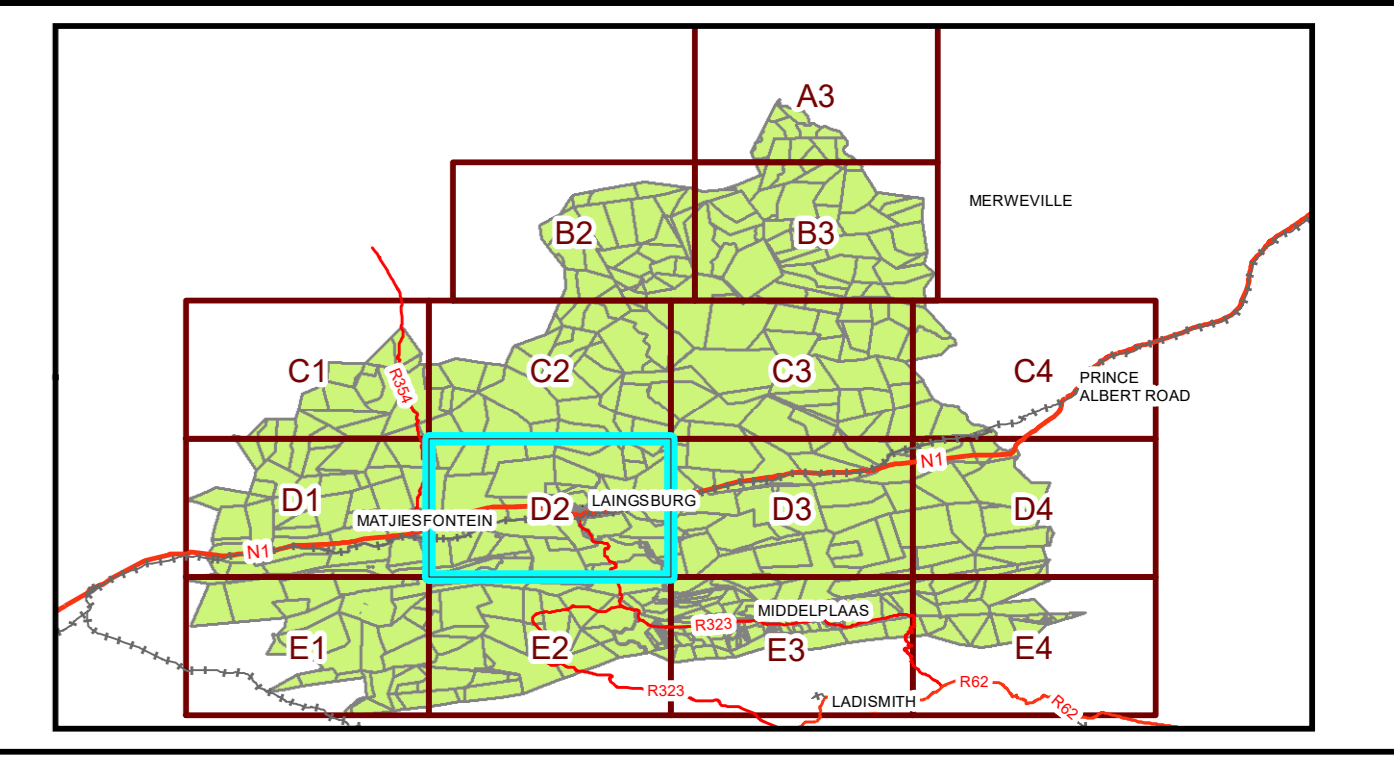 A3
MERWEVILLE
B2
B3
C1
R354
C2
C3
C4
PRINCE
ALBERT ROAD
N1
D1
LAINGSBURG
D2
D3
D4
MATJIESFONTEIN
N1
MIDDELPLAAS
R323
E1
E2
E3
E4
R323
R62
LADISMITH
R62